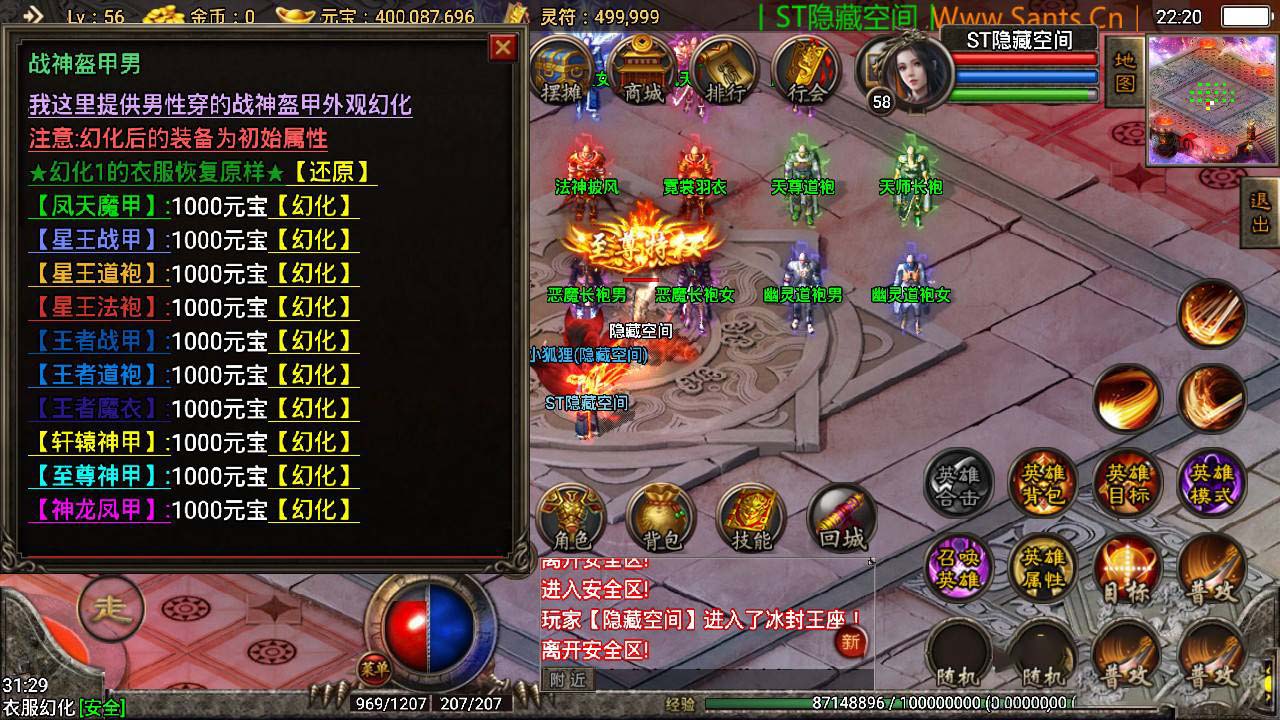 Lv : 56 金币 : 0 元宝 : 400,087,696 灵符 : 499,999
| ST隐藏空间 |Www.Sants.Cn |
22:20
战神盔甲男
我这里提供男性穿的战神盔甲外观幻化
注意:幻化后的装备为初始属性
★幻化1的衣服恢复原样★【还原】
【凤天魔甲】:1000元宝【幻化】
【星王战甲】:1000元宝【幻化】
【星王道袍】:1000元宝【幻化】
【星王法袍】:1000元宝【幻化】
【王者战甲】:1000元宝【幻化】
【王者道袍】:1000元宝【幻化】
【王者魔衣】:1000元宝【幻化】
【轩辕神甲】:1000元宝【幻化】
【至尊神甲】:1000元宝【幻化】
【神龙凤甲】:1000元宝【幻化】
摆摊 商城 排行 行会
女 天
58
ST隐藏空间
地图
退出
法神披风 霓裳羽衣 天尊道袍 天师长袍
至尊特权
恶魔长袍男 恶魔长袍女 幽灵道袍男 幽灵道袍女
隐藏空间
小狐狸(隐藏空间)
ST隐藏空间
英雄合击 英雄背包 英雄目标 英雄模式
角色 背包 技能 回城
召唤英雄 英雄属性 目标 普攻
离开安全区!
进入安全区!
玩家【隐藏空间】进入了冰封王座!
离开安全区!
新
附近
随机 随机 普攻 普攻
走
菜单
31:29
衣服幻化[安全]
969/1207 207/207
经验 87148896 / 100000000 (0.0000000 (